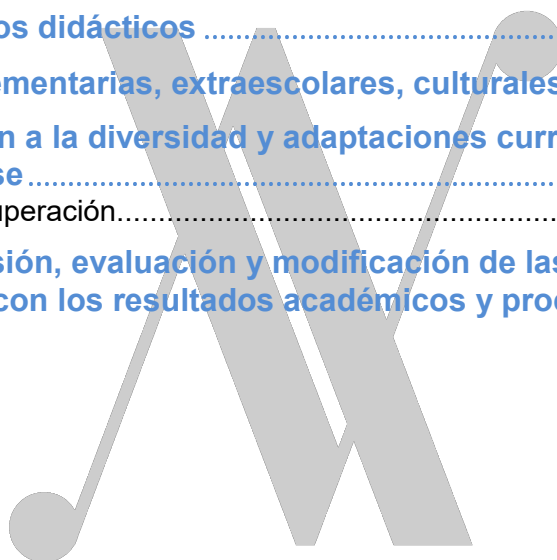 os didácticos ..........................................
ementarias, extraescolares, culturales
n a la diversidad y adaptaciones curr
se ..........................................
uperación..........................................
sión, evaluación y modificación de las
con los resultados académicos y proc